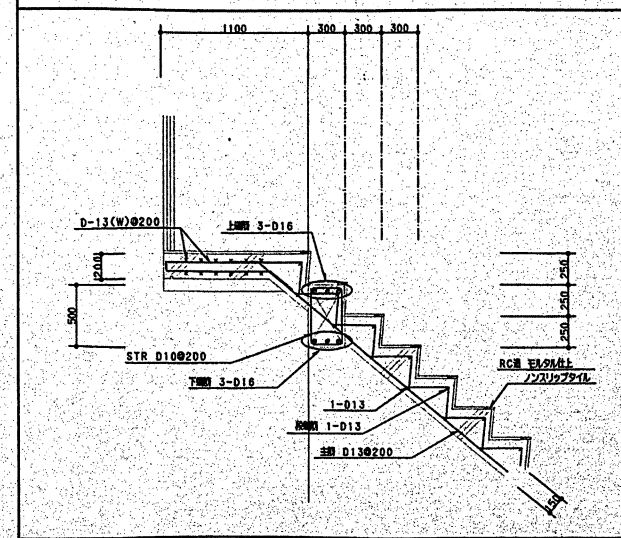 1100
300
300
300
D-13(W)@200
上端筋 3-D16
200
500
250
250
250
STR D10@200
下端筋 3-D16
RC造 モルタル仕上
ノンスリップタイル
1-D13
1-D13
主筋 D13@200
150